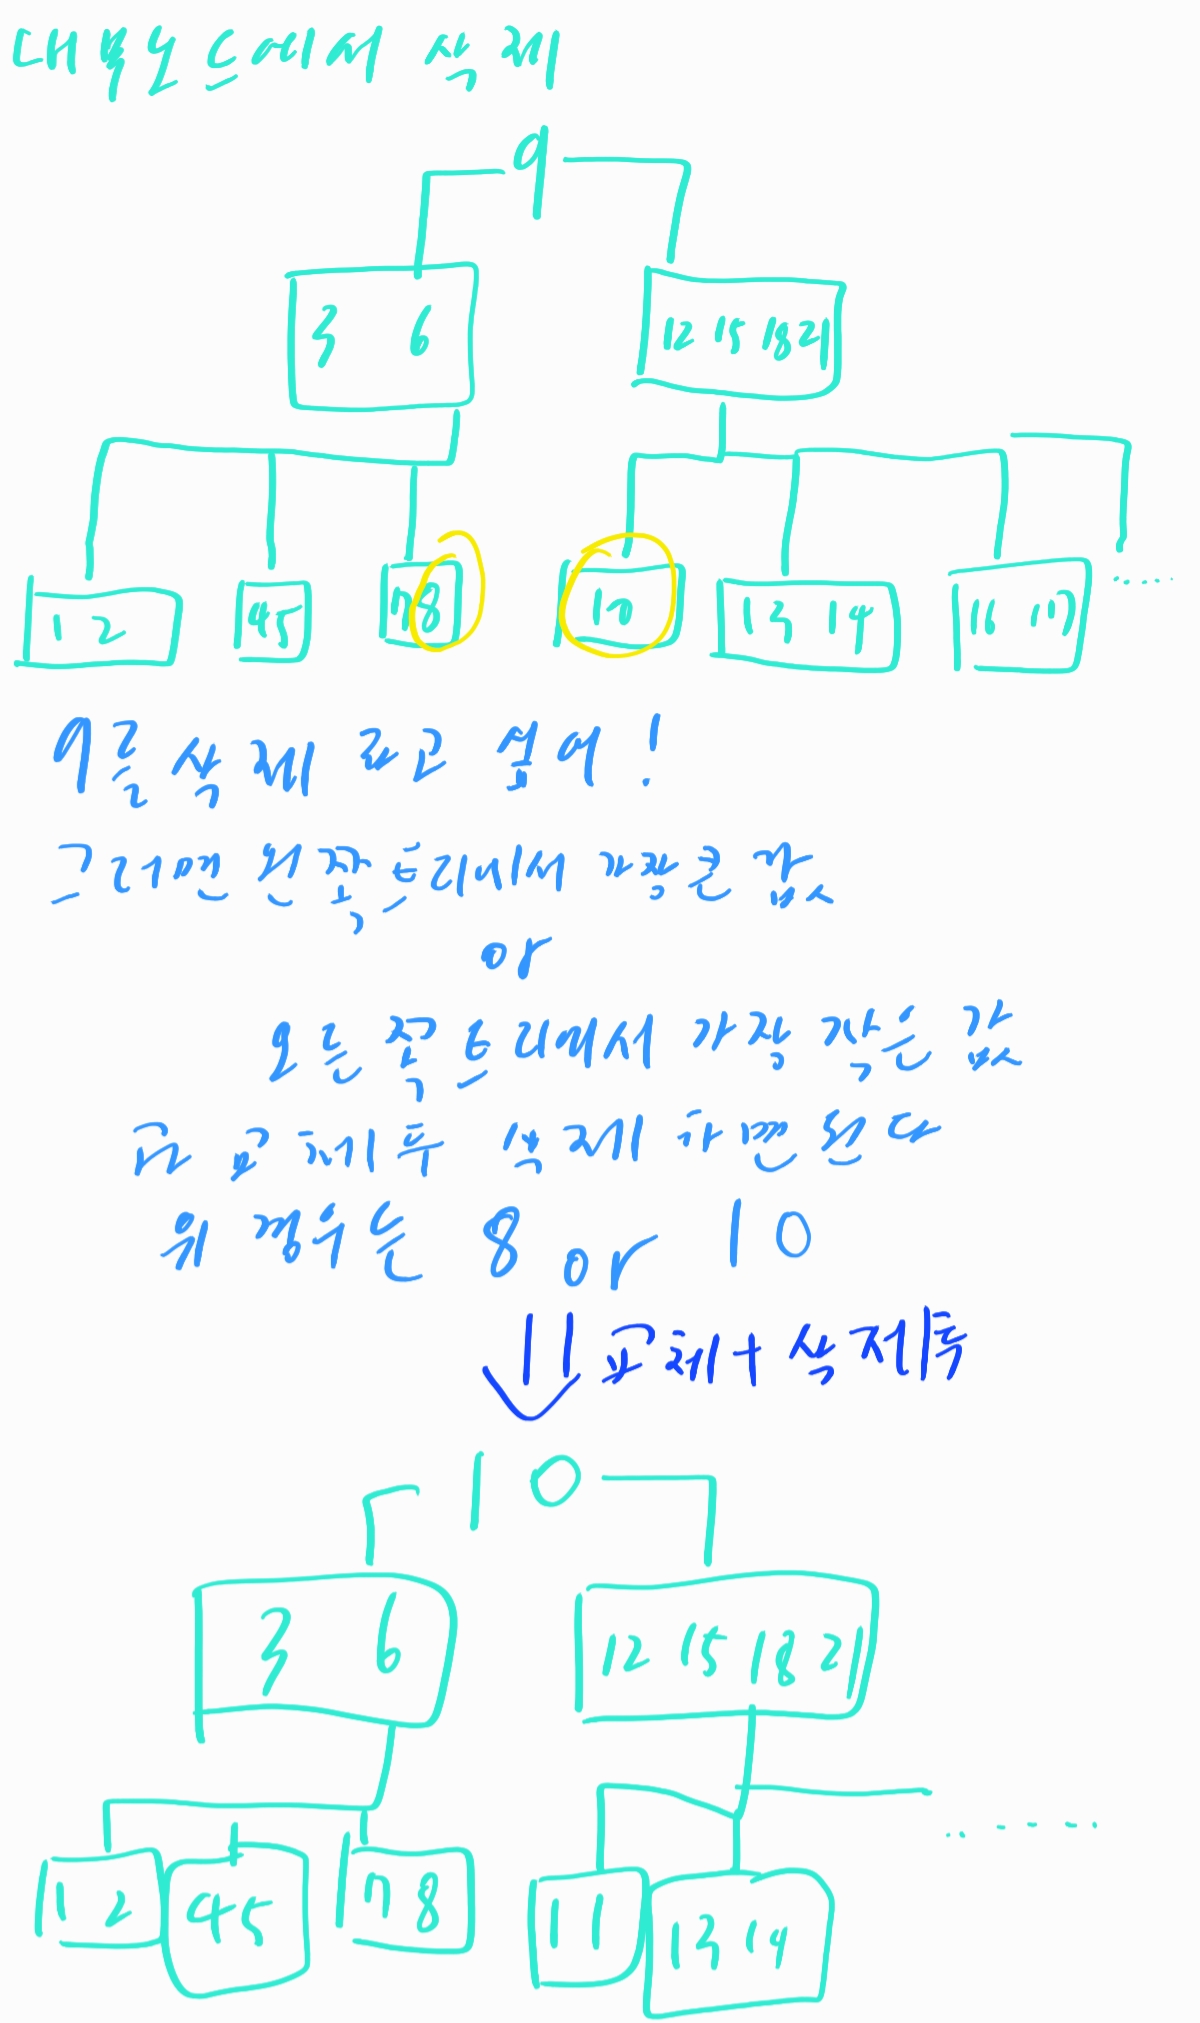 내부노드에서 삭제
9
3 6 12 15 18 21
1 2 45 78 10 13 14 16 17 .....
9를 삭제 하고 싶어!
그러면 왼쪽트리에서 가장큰 값
or
오른쪽 트리에서 가장 작은 값
과 교체후 삭제 하면 된다
위 경우는 8 or 10
교체+삭제후
10
3 6 12 15 18 21
1 2 45 78 11 13 14 .....